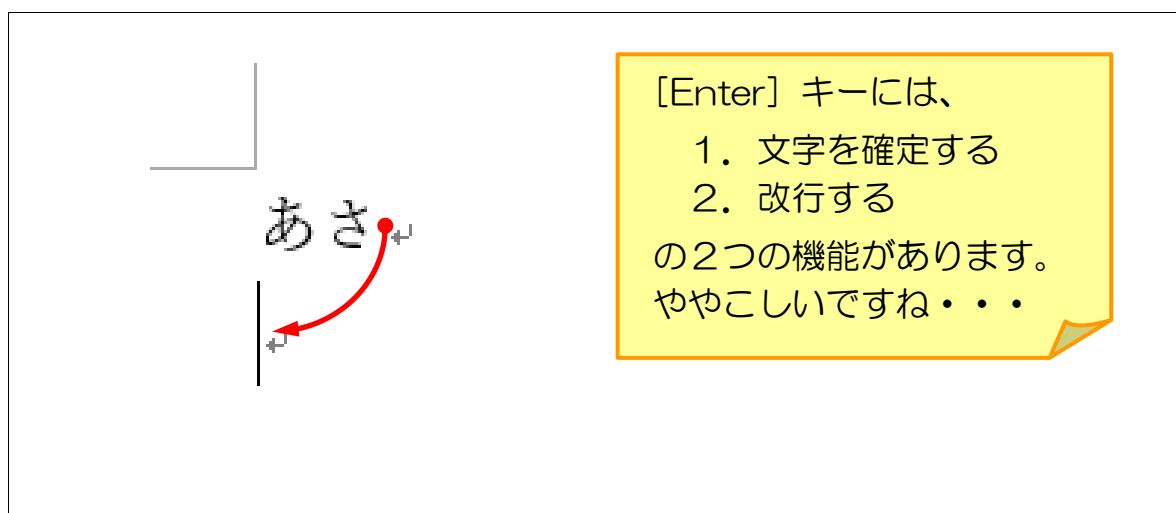 あさ↵
↵
［Enter］キーには、
１．文字を確定する
２．改行する
の２つの機能があります。
ややこしいですね・・・